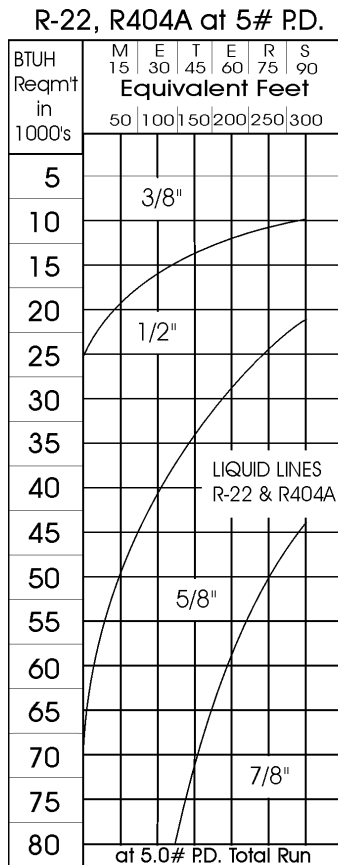 R-22, R404A at 5# P.D.
BTUH
Reqm't
in
1000's
M E T E R S
15 30 45 60 75 90
Equivalent Feet
50 100 150 200 250 300
5
3/8"
10
15
20
1/2"
25
30
35
LIQUID LINES
40
R-22 & R404A
45
50
5/8"
55
60
65
70
7/8"
75
80
at 5.0# P.D. Total Run